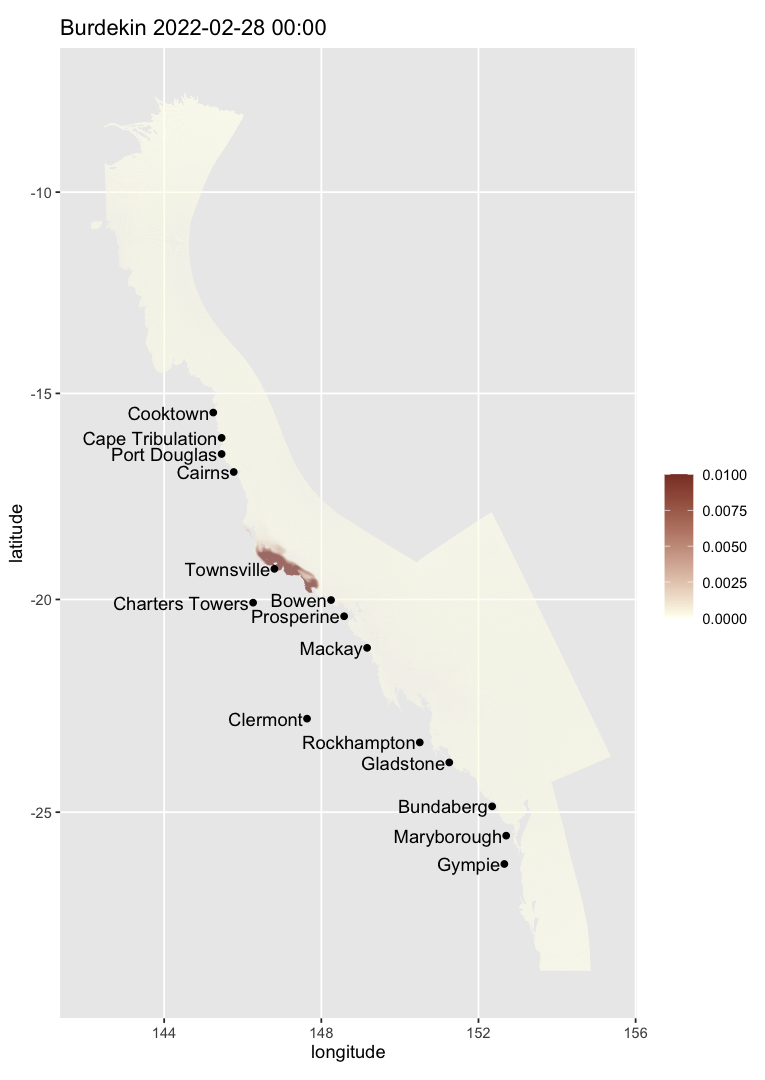 Burdekin 2022-02-28 00:00
-10
-15
Cooktown
Cape Tribulation
Port Douglas
Cairns
0.0100
0.0075
0.0050
0.0025
0.0000
latitude
Townsville
-20
Charters Towers
Bowen
Prosperine
Mackay
Clermont
Rockhampton
Gladstone
-25
Bundaberg
Maryborough
Gympie
144
148
152
156
longitude